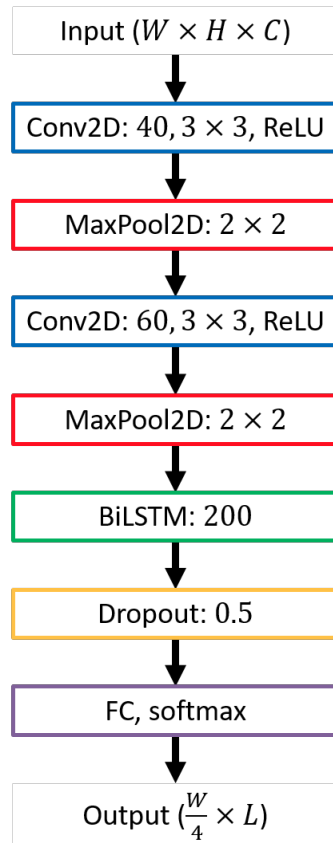 Input (W × H × C)
Conv2D: 40, 3 × 3, ReLU
MaxPool2D: 2 × 2
Conv2D: 60, 3 × 3, ReLU
MaxPool2D: 2 × 2
BiLSTM: 200
Dropout: 0.5
FC, softmax
Output (W/4 × L)